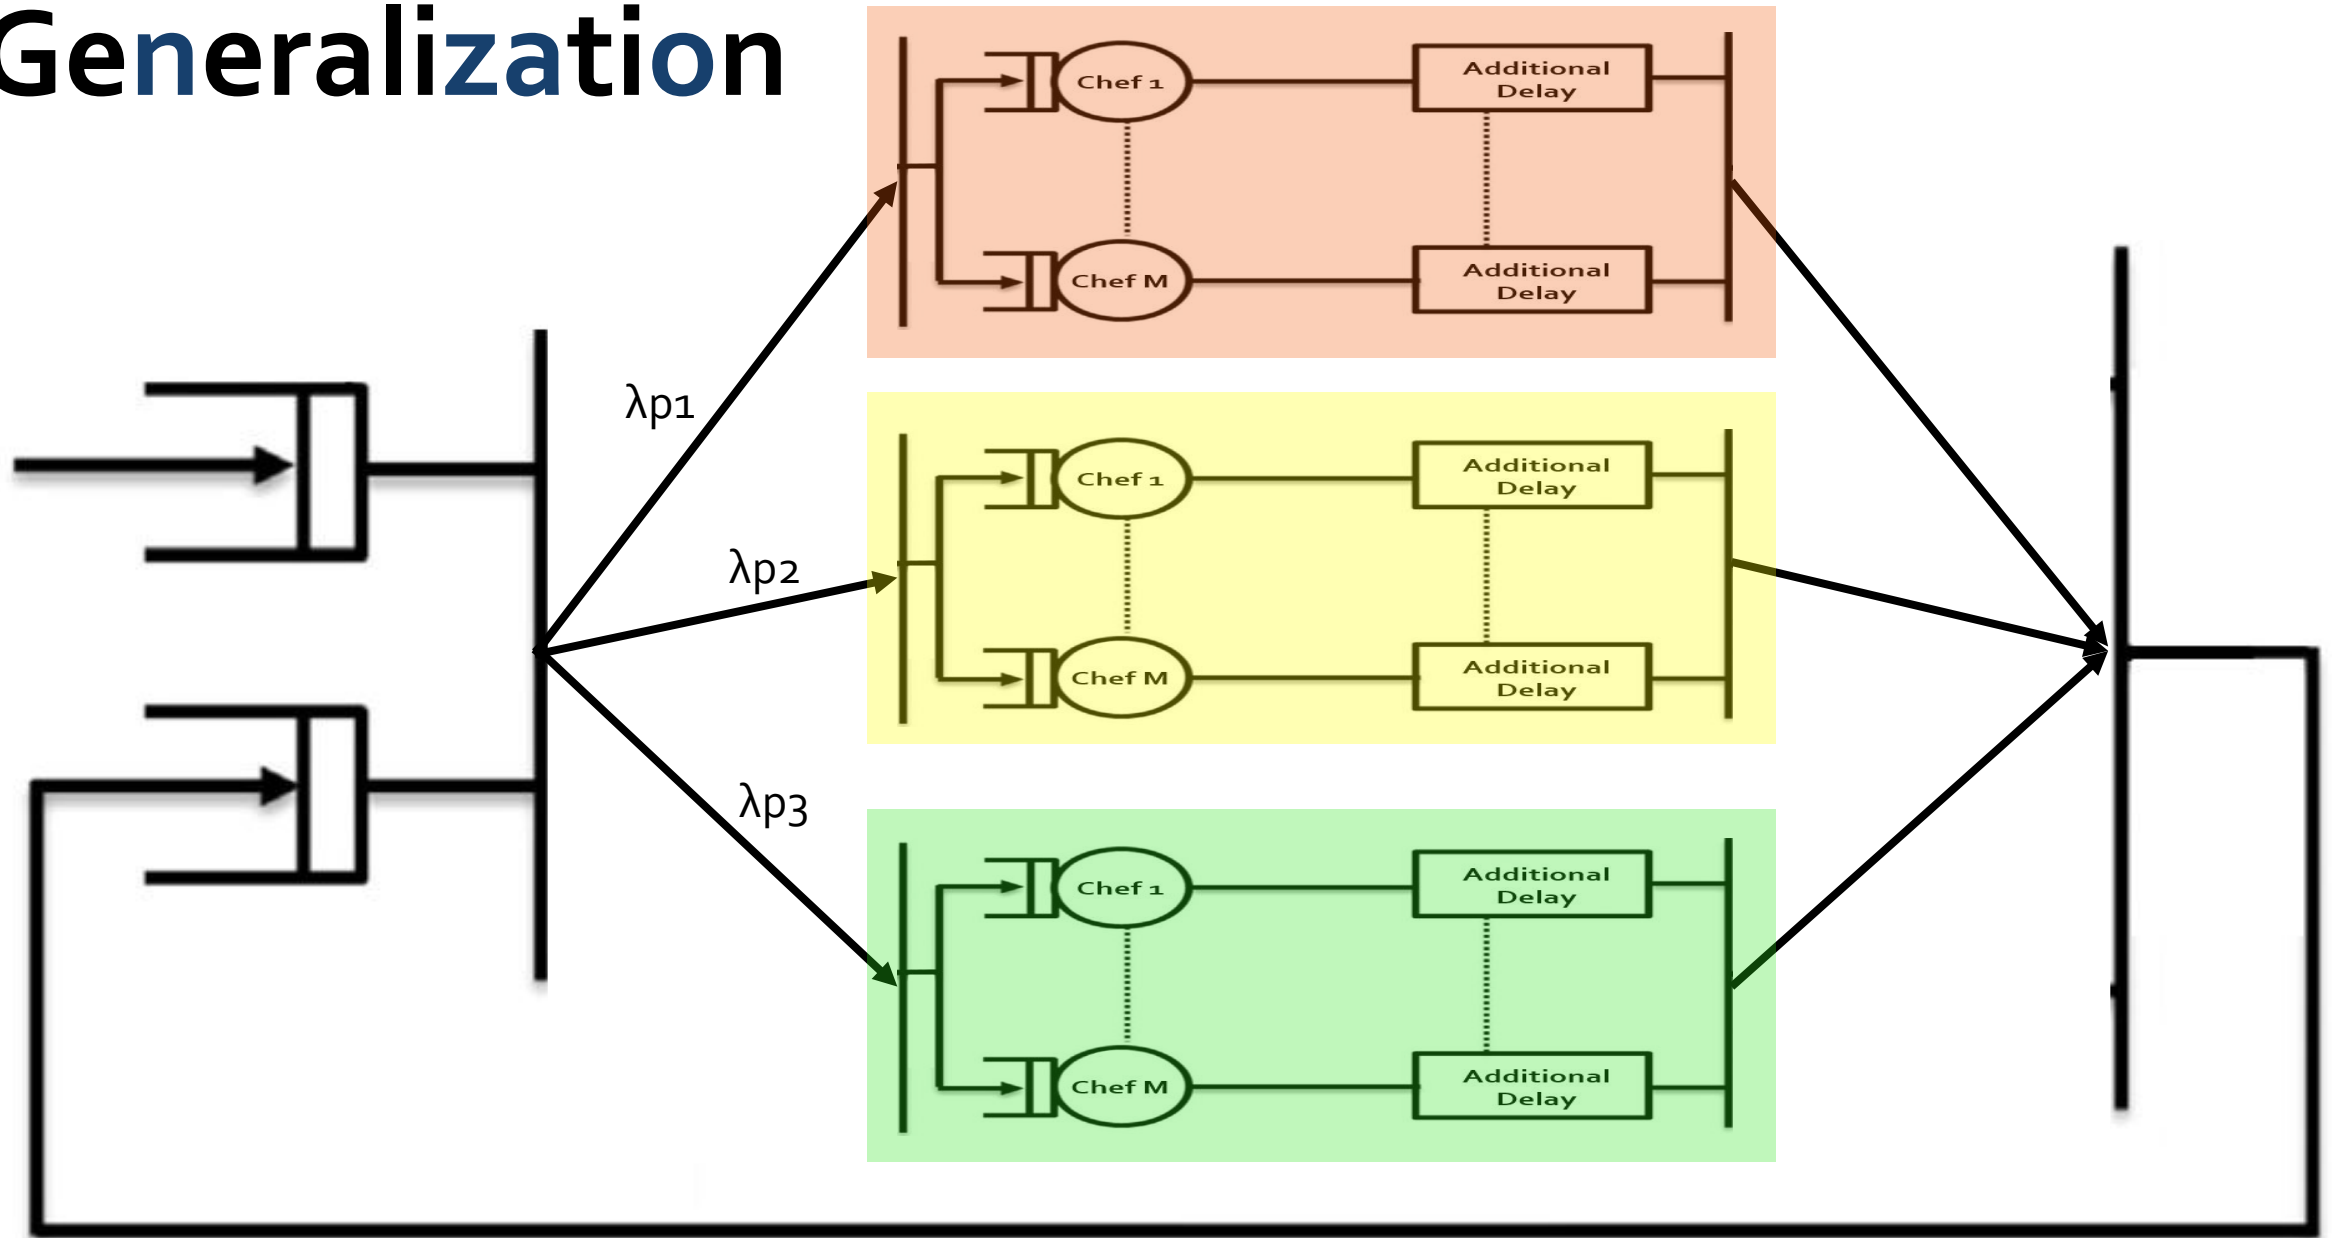 Generalization
Chef 1
Additional
Delay
Chef M
Additional
Delay
λp1
Chef 1
Additional
Delay
λp2
Chef M
Additional
Delay
λp3
Chef 1
Additional
Delay
Chef M
Additional
Delay